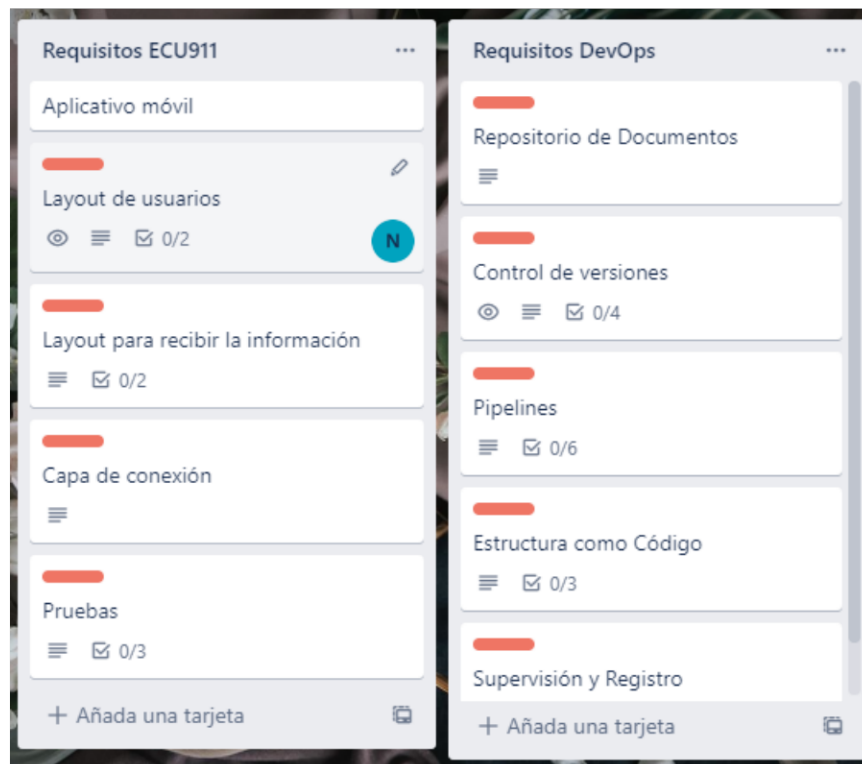 Requisitos ECU911
Aplicativo móvil
Layout de usuarios
0/2
N
Layout para recibir la información
0/2
Capa de conexión
Pruebas
0/3
+ Añada una tarjeta
Requisitos DevOps
Repositorio de Documentos
Control de versiones
0/4
Pipelines
0/6
Estructura como Código
0/3
Supervisión y Registro
+ Añada una tarjeta